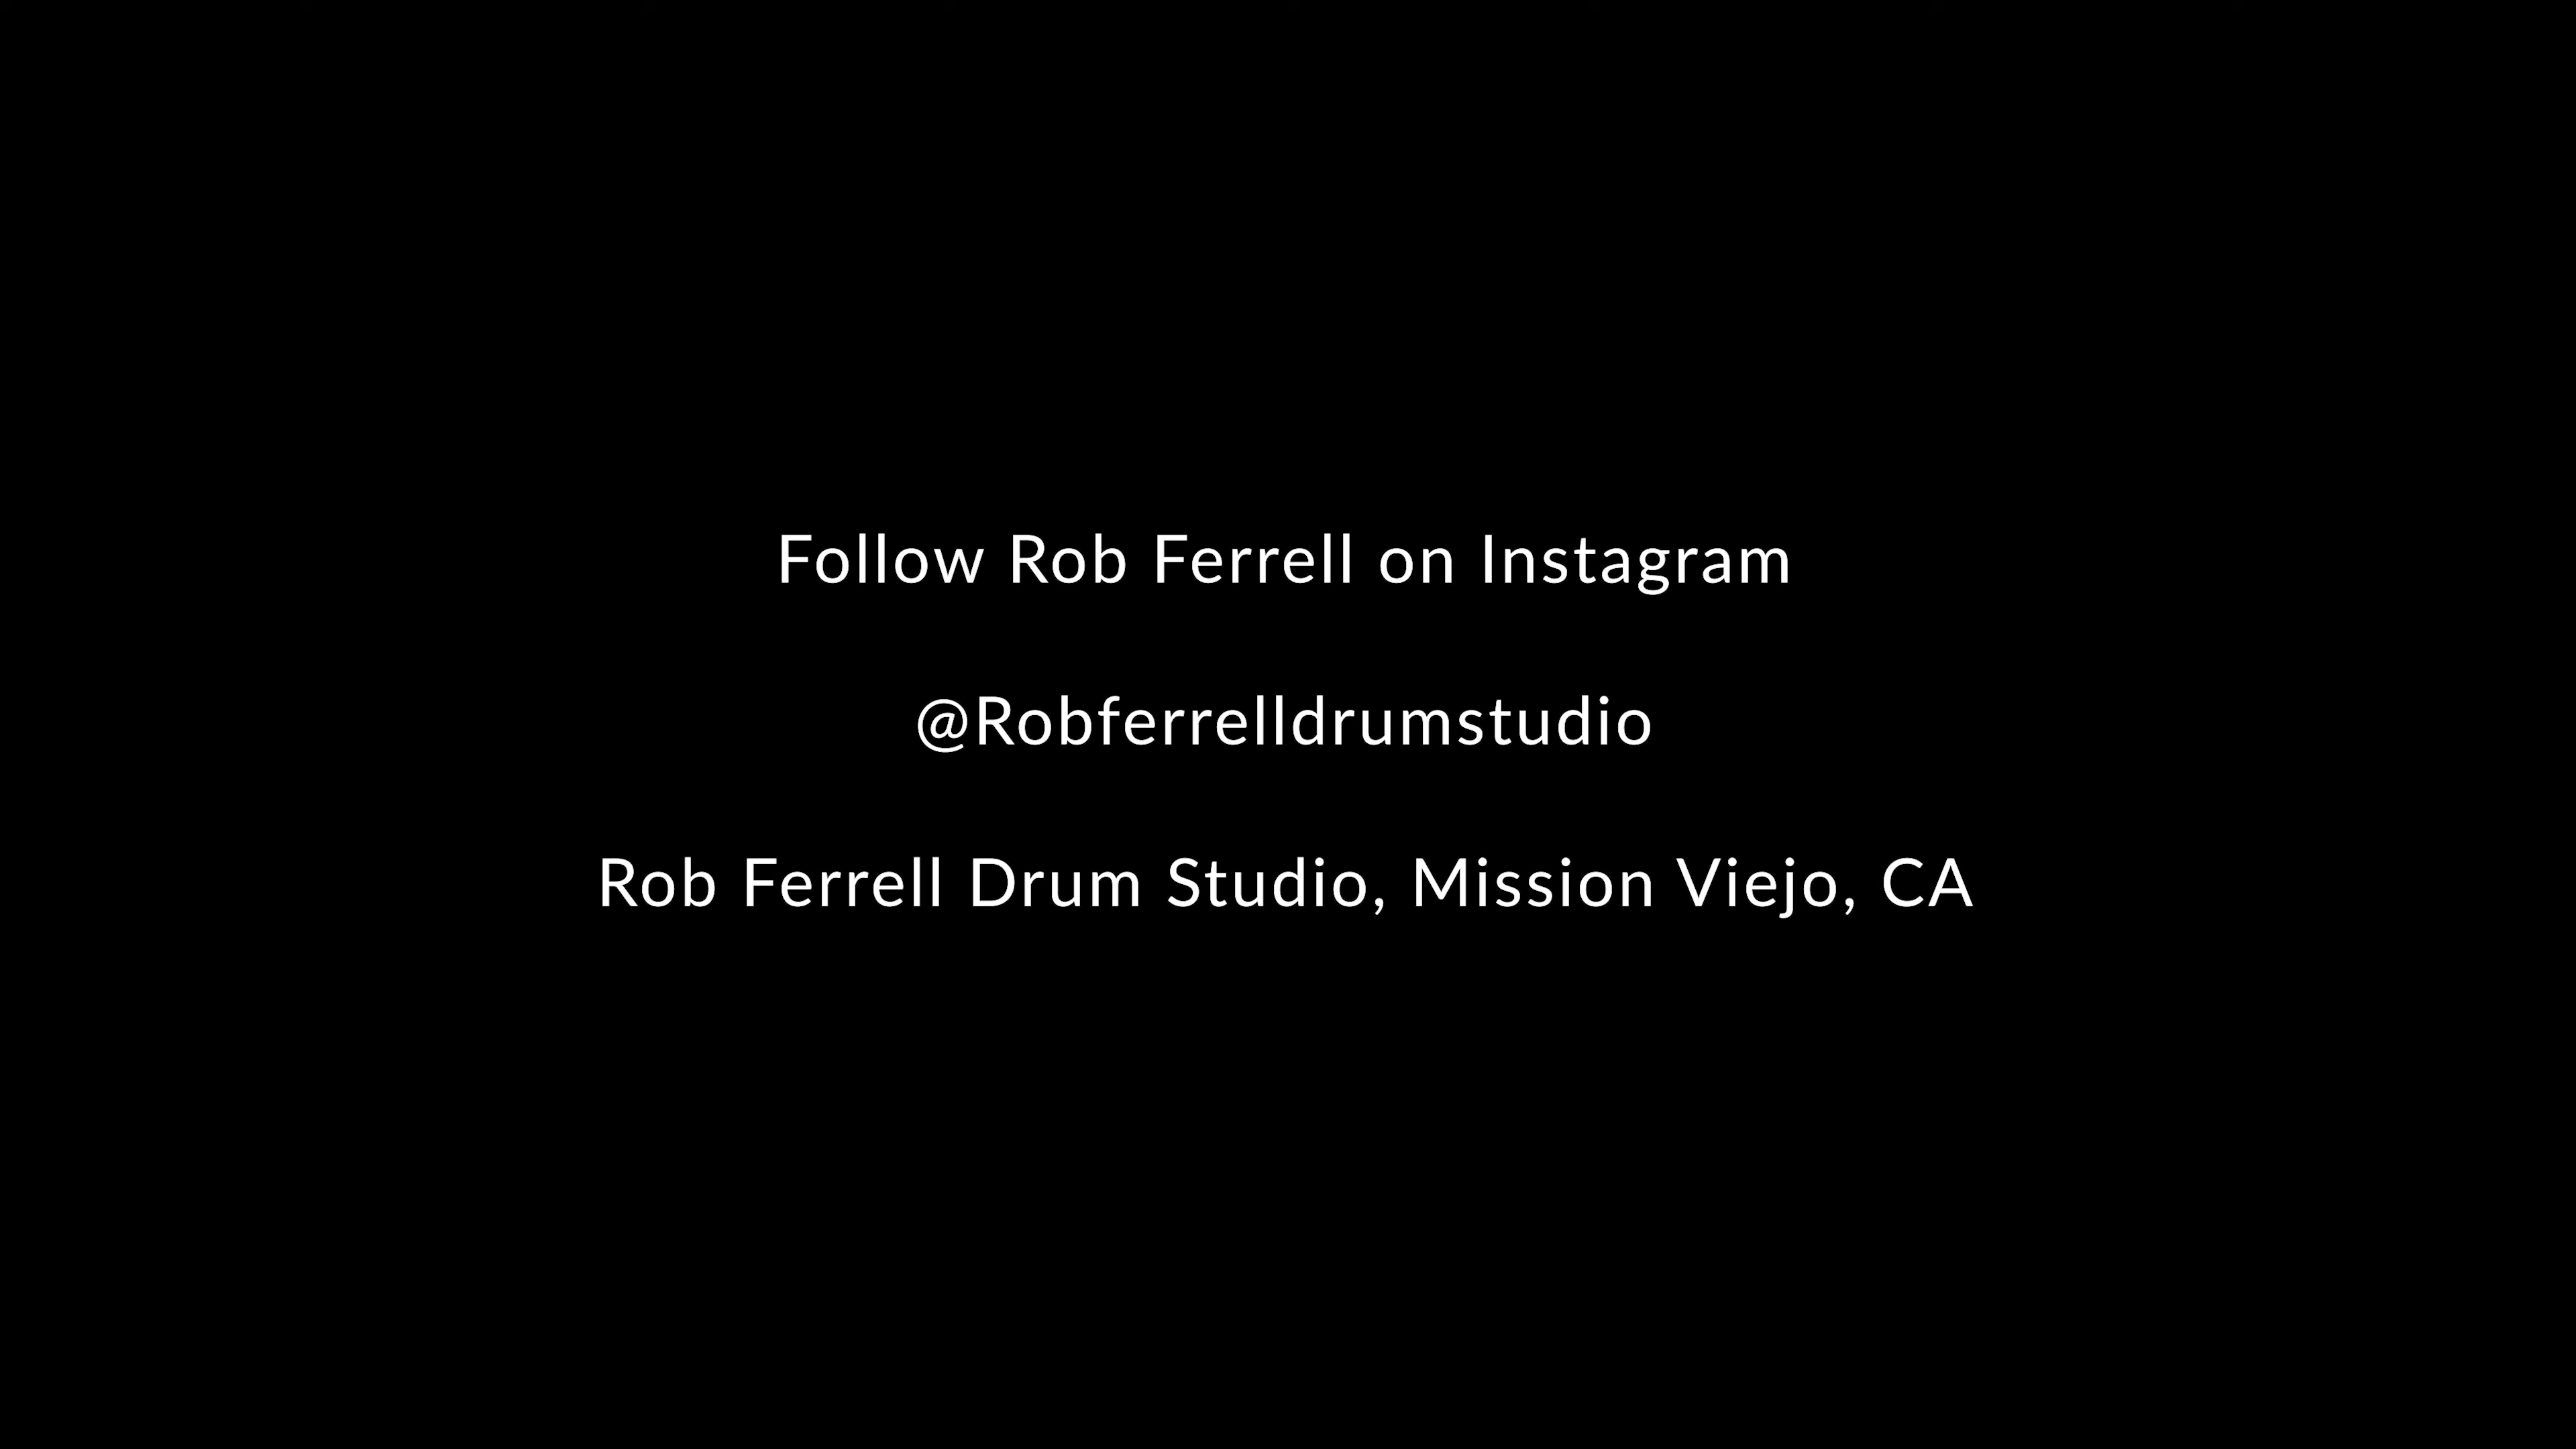 Follow Rob Ferrell on Instagram
@Robferrelldrumstudio
Rob Ferrell Drum Studio, Mission Viejo, CA